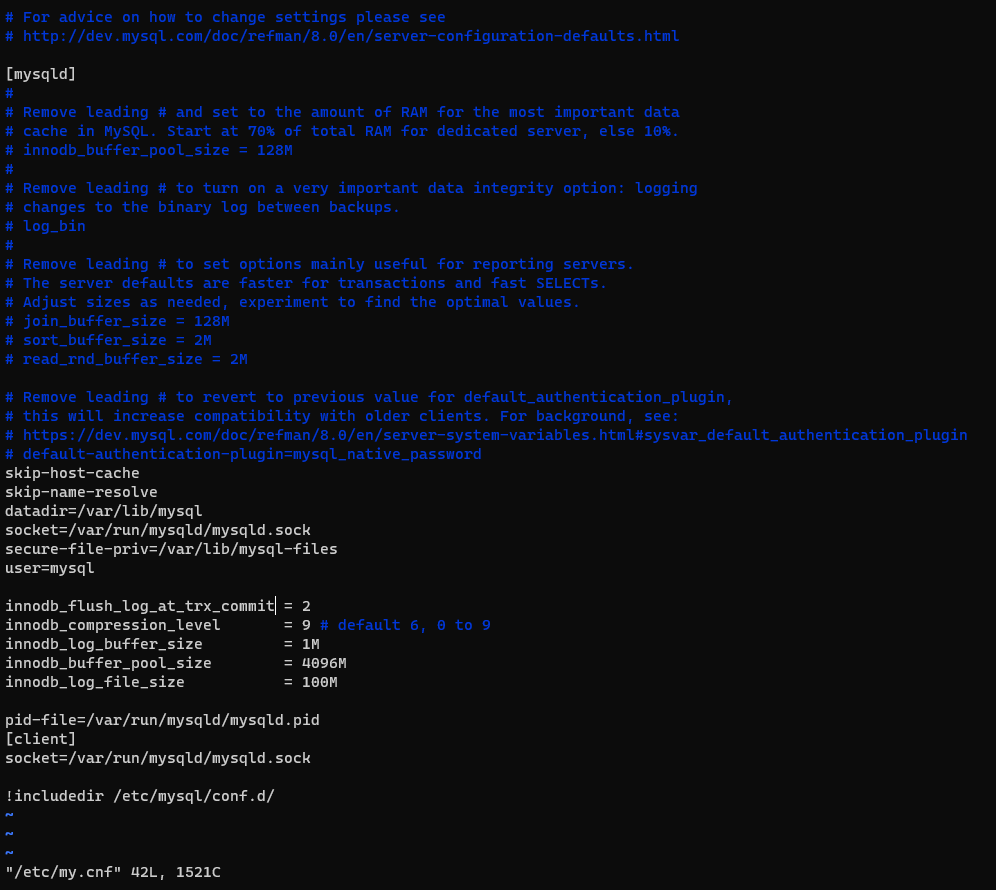 # For advice on how to change settings please see
# http://dev.mysql.com/doc/refman/8.0/en/server-configuration-defaults.html
[mysqld]
#
# Remove leading # and set to the amount of RAM for the most important data
# cache in MySQL. Start at 70% of total RAM for dedicated server, else 10%.
# innodb_buffer_pool_size = 128M
#
# Remove leading # to turn on a very important data integrity option: logging
# changes to the binary log between backups.
# log_bin
#
# Remove leading # to set options mainly useful for reporting servers.
# The server defaults are faster for transactions and fast SELECTs.
# Adjust sizes as needed, experiment to find the optimal values.
# join_buffer_size = 128M
# sort_buffer_size = 2M
# read_rnd_buffer_size = 2M
# Remove leading # to revert to previous value for default_authentication_plugin,
# this will increase compatibility with older clients. For background, see:
# https://dev.mysql.com/doc/refman/8.0/en/server-system-variables.html#sysvar_default_authentication_plugin
# default-authentication-plugin=mysql_native_password
skip-host-cache
skip-name-resolve
datadir=/var/lib/mysql
socket=/var/run/mysqld/mysqld.sock
secure-file-priv=/var/lib/mysql-files
user=mysql
innodb_flush_log_at_trx_commit = 2
innodb_compression_level       = 9 # default 6, 0 to 9
innodb_log_buffer_size         = 1M
innodb_buffer_pool_size        = 4096M
innodb_log_file_size           = 100M
pid-file=/var/run/mysqld/mysqld.pid
[client]
socket=/var/run/mysqld/mysqld.sock
!includedir /etc/mysql/conf.d/
~
~
~
"/etc/my.cnf" 42L, 1521C